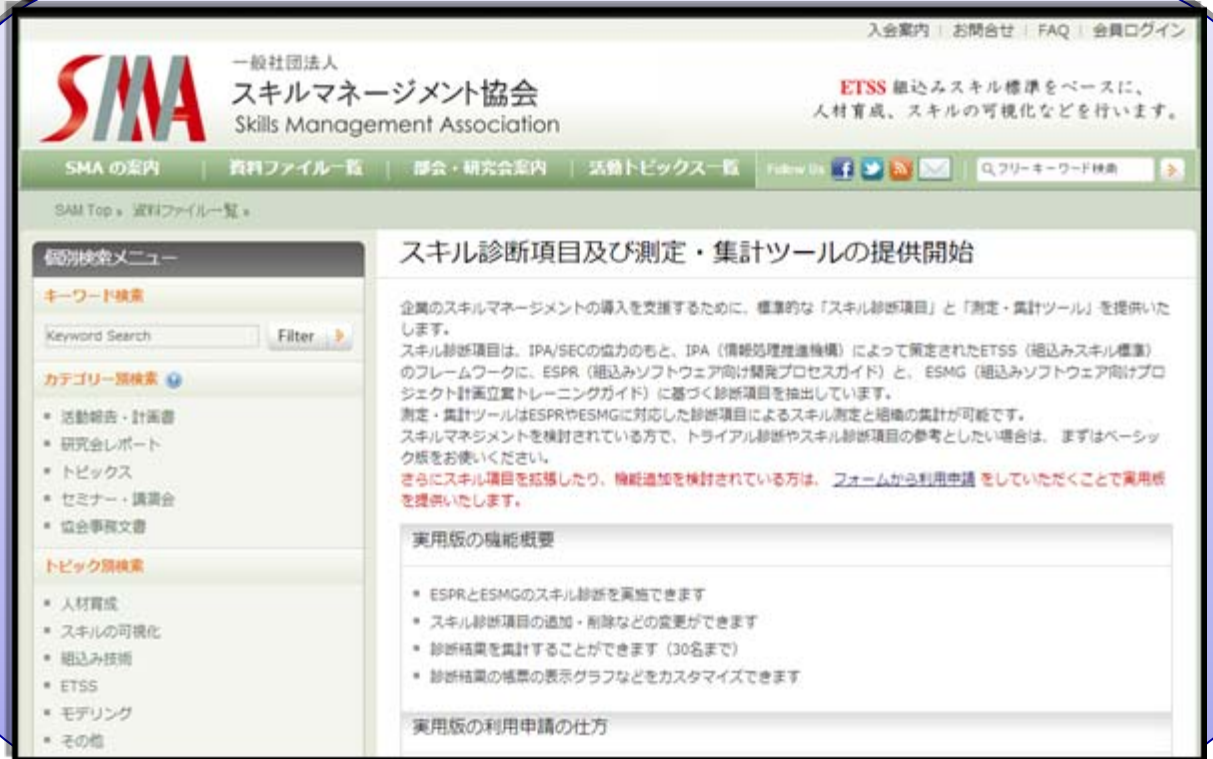 入会案内 | お問合せ | FAQ | 会員ログイン
SMA
一般社団法人
スキルマネージメント協会
Skills Management Association
ETSS 組込みスキル標準をベースに、
人材育成、スキルの可視化などを行います。
SMA の案内 | 資料ファイル一覧 | 部会・研究会案内 | 活動トピックス一覧 Follow Us フリーキーワード検索
SAM Top » 資料ファイル一覧 »
個別検索メニュー
キーワード検索
Keyword Search Filter
カテゴリー別検索
活動報告・計画書
研究会レポート
トピックス
セミナー・講演会
協会事務文書
トピック別検索
人材育成
スキルの可視化
組込み技術
ETSS
モデリング
その他
スキル診断項目及び測定・集計ツールの提供開始
企業のスキルマネージメントの導入を支援するために、標準的な「スキル診断項目」と「測定・集計ツール」を提供いた
します。
スキル診断項目は、IPA/SECの協力のもと、IPA（情報処理推進機構）によって策定されたETSS（組込みスキル標準）
のフレームワークに、ESPR（組込みソフトウェア向け開発プロセスガイド）と、 ESMG（組込みソフトウェア向けプロ
ジェクト計画立案トレーニングガイド）に基づく診断項目を抽出しています。
測定・集計ツールはESPRやESMGに対応した診断項目によるスキル測定と組織の集計が可能です。
スキルマネジメントを検討されている方で、トライアル診断やスキル診断項目の参考としたい場合は、 まずはベーシッ
ク版をお使いください。
さらにスキル項目を拡張したり、機能追加を検討されている方は、 フォームから利用申請 をしていただくことで実用版
を提供いたします。
実用版の機能概要
ESPRとESMGのスキル診断を実施できます
スキル診断項目の追加・削除などの変更ができます
診断結果を集計することができます（30名まで）
診断結果の帳票の表示グラフなどをカスタマイズできます
実用版の利用申請の仕方